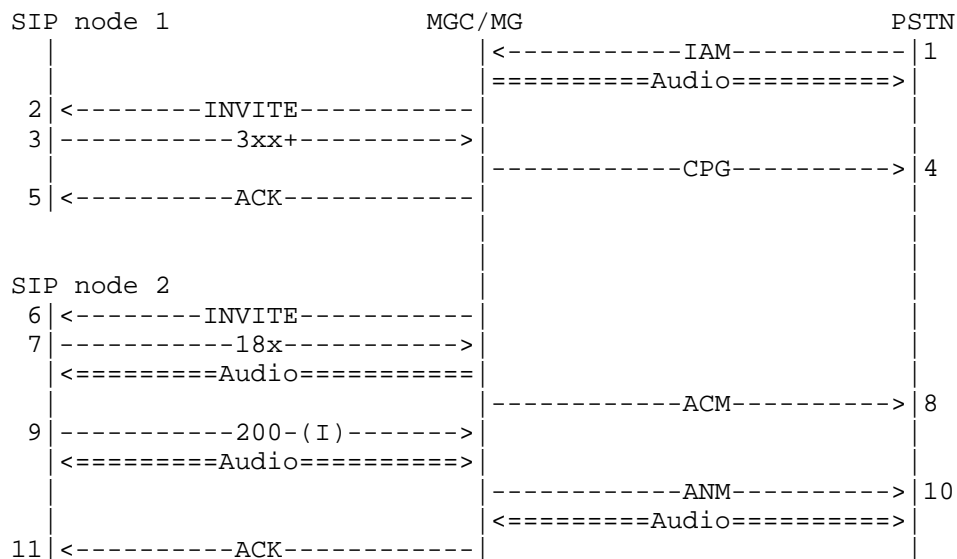 SIP node 1                MGC/MG                          PSTN
  |                         |<-----------IAM-----------|1
  |                         |==========Audio==========>|
 2|<--------INVITE----------|                          |
 3|-----------3xx+---------->|                          |
  |                         |------------CPG---------->|4
 5|<----------ACK------------|                          |
                            |                          |
                            |                          |
SIP node 2                  |                          |
 6|<--------INVITE----------|                          |
 7|-----------18x----------->|                          |
  |<=========Audio===========|                          |
  |                         |------------ACM---------->|8
 9|-----------200-(I)------->|                          |
  |<=========Audio==========>|                          |
  |                         |------------ANM---------->|10
  |                         |<=========Audio==========>|
11|<----------ACK------------|                          |